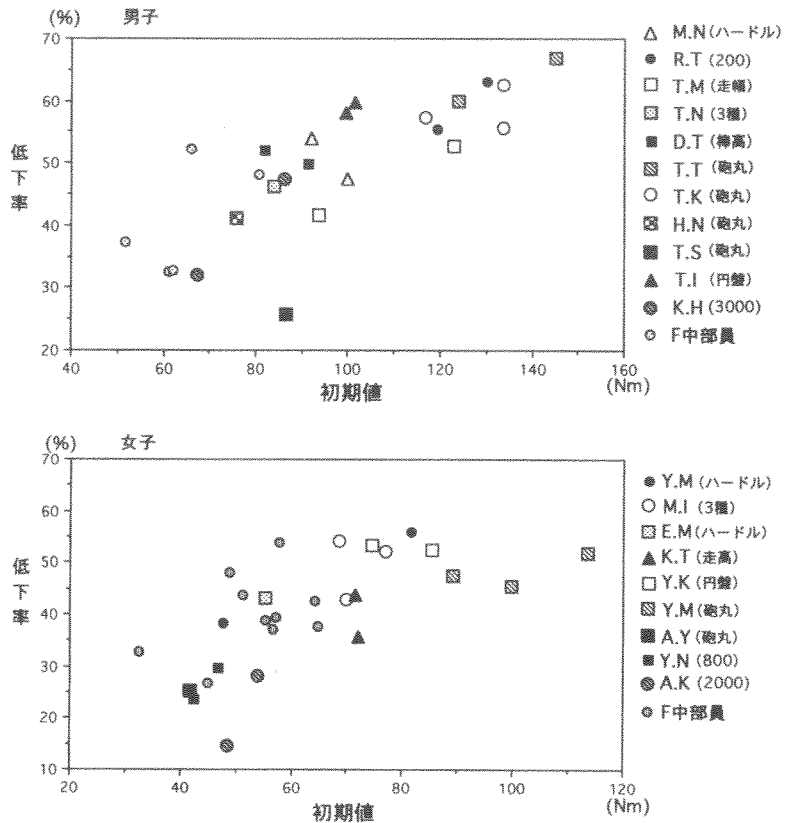 (%) 男子
70
60
50
40
30
20
低下率
40 60 80 100 120 140 160
初期値 (Nm)
M.N (ハードル)
R.T (200)
T.M (走幅)
T.N (3種)
D.T (棒高)
T.T (砲丸)
T.K (砲丸)
H.N (砲丸)
T.S (砲丸)
T.I (円盤)
K.H (3000)
F中部員
(%) 女子
70
60
50
40
30
20
10
低下率
20 40 60 80 100 120
初期値 (Nm)
Y.M (ハードル)
M.I (3種)
E.M (ハードル)
K.T (走高)
Y.K (円盤)
Y.M (砲丸)
A.Y (砲丸)
Y.N (800)
A.K (2000)
F中部員